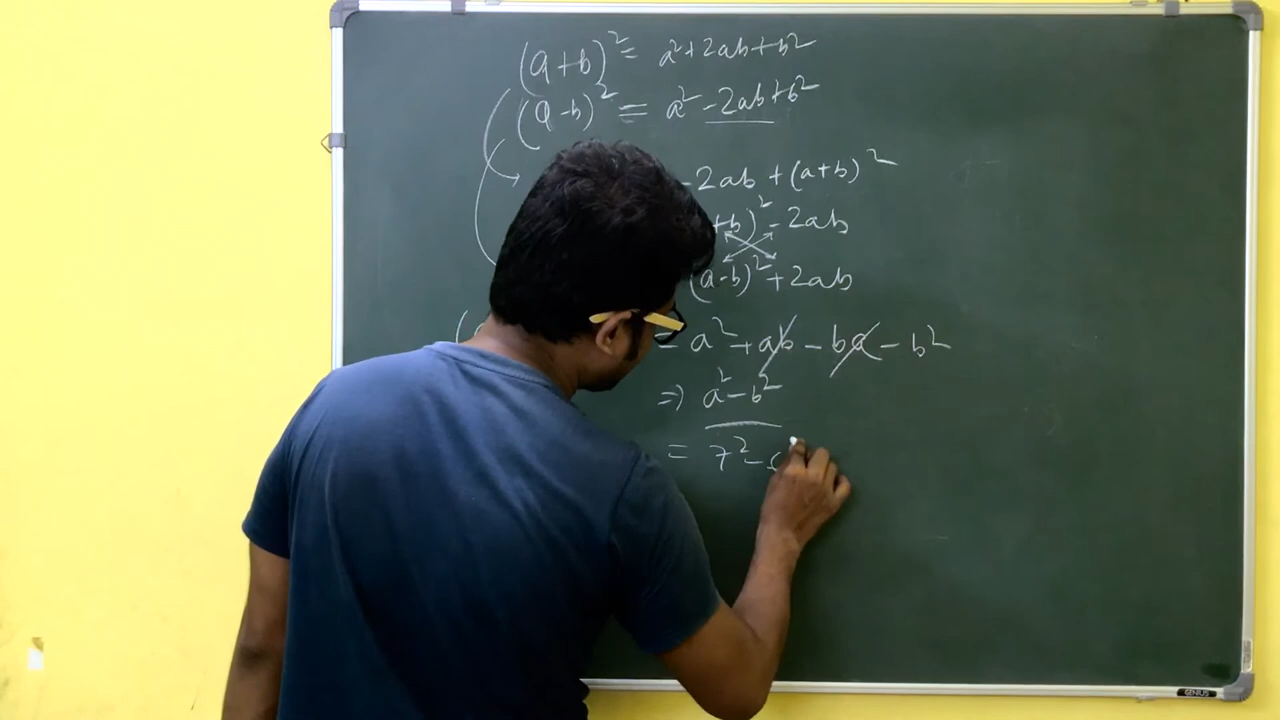 (a+b)² = a²+2ab+b²
(a-b)² = a²-2ab+b²
-2ab +(a+b)²
+b)²-2ab
(a-b)²+2ab
= a²+ab-ba-b²
⇒ a²-b²
= 7²-
GENIUS